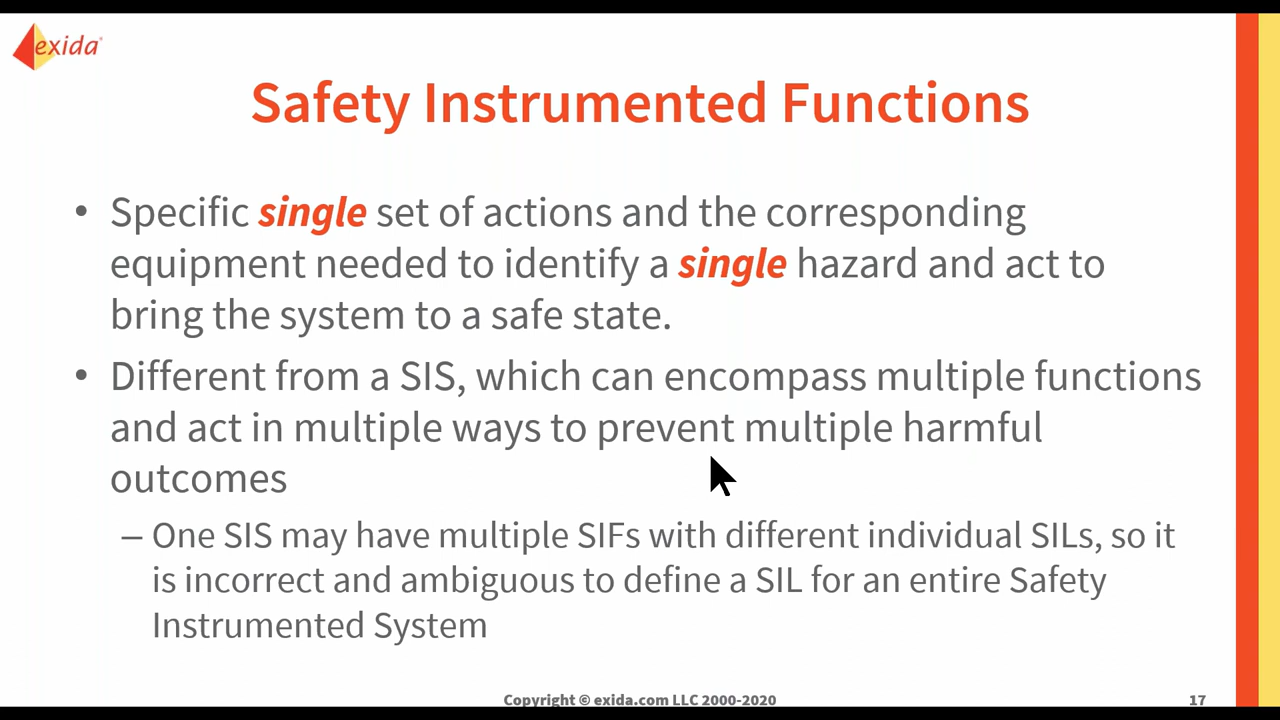 exida
Safety Instrumented Functions
• Specific single set of actions and the corresponding
equipment needed to identify a single hazard and act to
bring the system to a safe state.
• Different from a SIS, which can encompass multiple functions
and act in multiple ways to prevent multiple harmful
outcomes
– One SIS may have multiple SIFs with different individual SILs, so it
is incorrect and ambiguous to define a SIL for an entire Safety
Instrumented System
Copyright © exida.com LLC 2000-2020
17